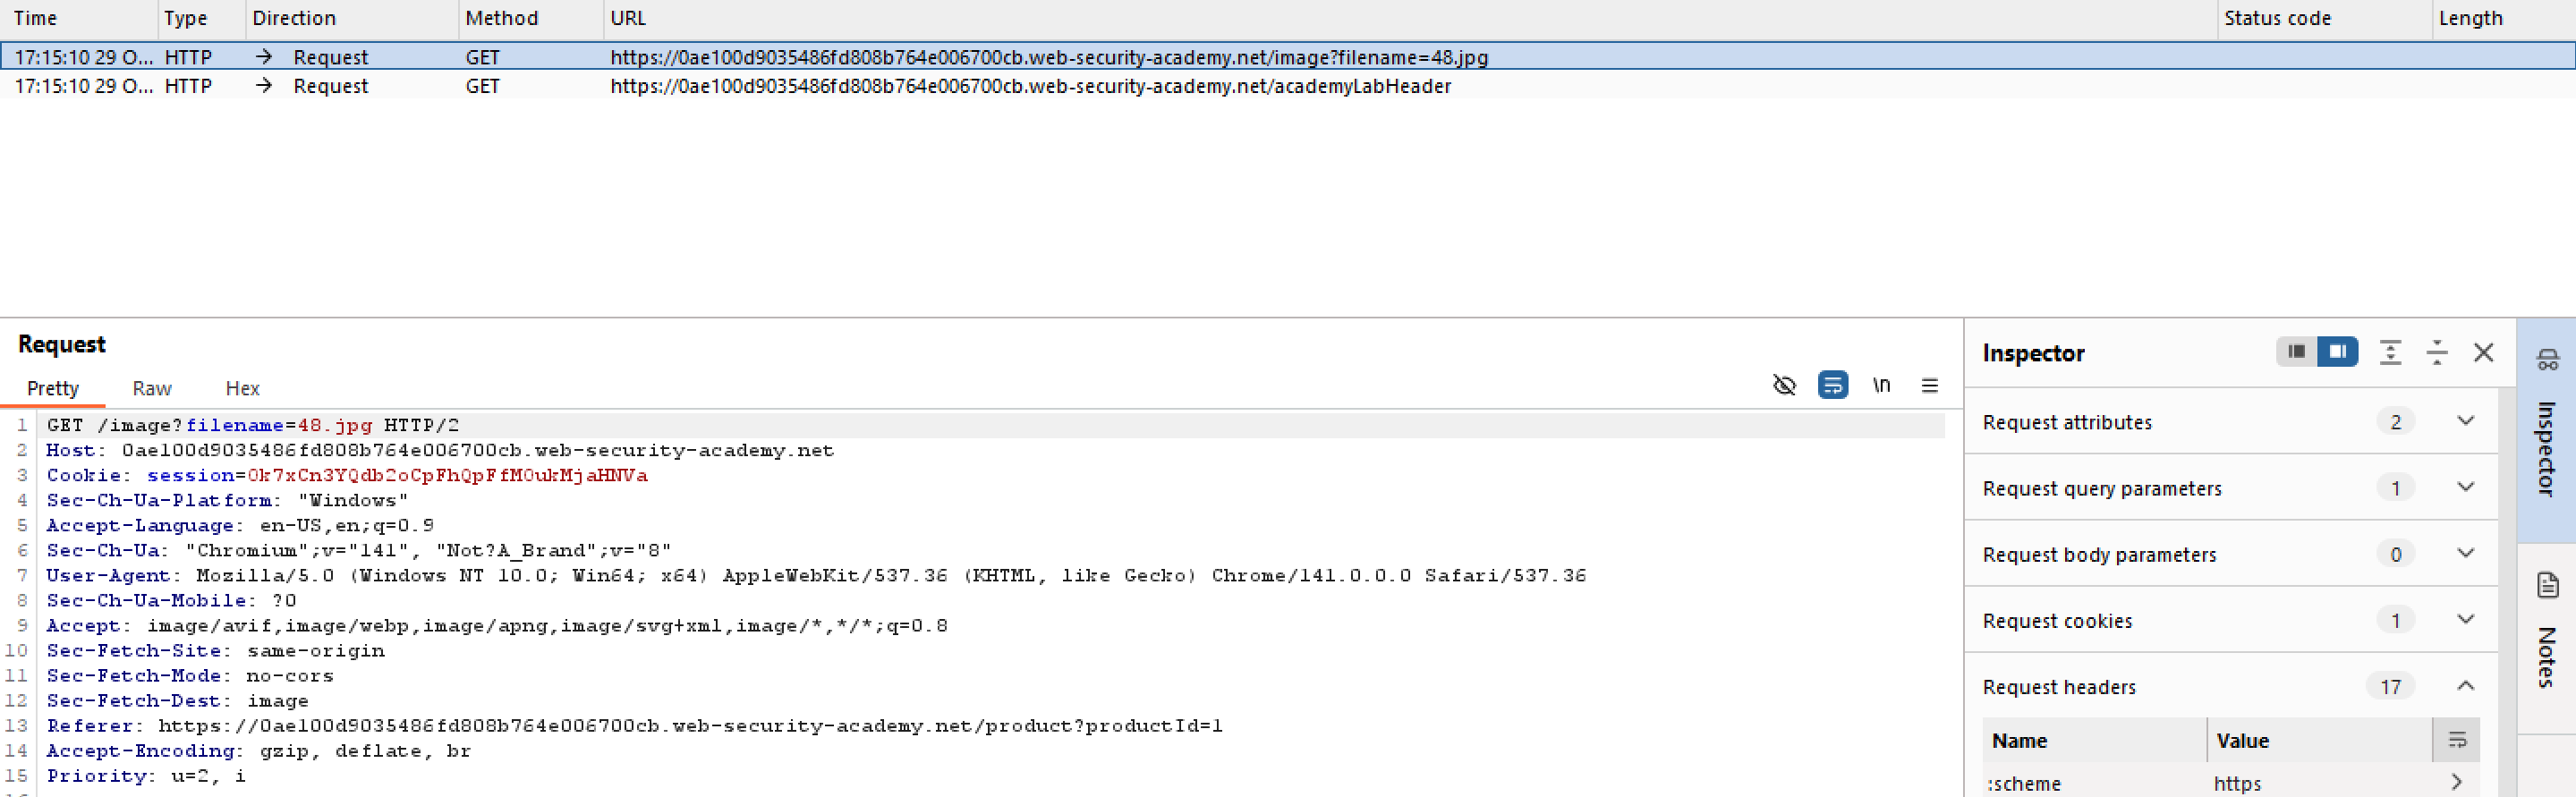 Time Type Direction Method URL Status code Length
17:15:10 29 O... HTTP → Request GET https://0ae100d9035486fd808b764e006700cb.web-security-academy.net/image?filename=48.jpg
17:15:10 29 O... HTTP → Request GET https://0ae100d9035486fd808b764e006700cb.web-security-academy.net/academyLabHeader
Request
Pretty Raw Hex \n
1 GET /image?filename=48.jpg HTTP/2
2 Host: 0ae100d9035486fd808b764e006700cb.web-security-academy.net
3 Cookie: session=0k7xCn3YQdb2oCpFhQpFfM0ukMjaHNVa
4 Sec-Ch-Ua-Platform: "Windows"
5 Accept-Language: en-US,en;q=0.9
6 Sec-Ch-Ua: "Chromium";v="141", "Not?A_Brand";v="8"
7 User-Agent: Mozilla/5.0 (Windows NT 10.0; Win64; x64) AppleWebKit/537.36 (KHTML, like Gecko) Chrome/141.0.0.0 Safari/537.36
8 Sec-Ch-Ua-Mobile: ?0
9 Accept: image/avif,image/webp,image/apng,image/svg+xml,image/*,*/*;q=0.8
10 Sec-Fetch-Site: same-origin
11 Sec-Fetch-Mode: no-cors
12 Sec-Fetch-Dest: image
13 Referer: https://0ae100d9035486fd808b764e006700cb.web-security-academy.net/product?productId=1
14 Accept-Encoding: gzip, deflate, br
15 Priority: u=2, i
Inspector
Request attributes 2
Request query parameters 1
Request body parameters 0
Request cookies 1
Request headers 17
Name Value
:scheme https
Inspector
Notes